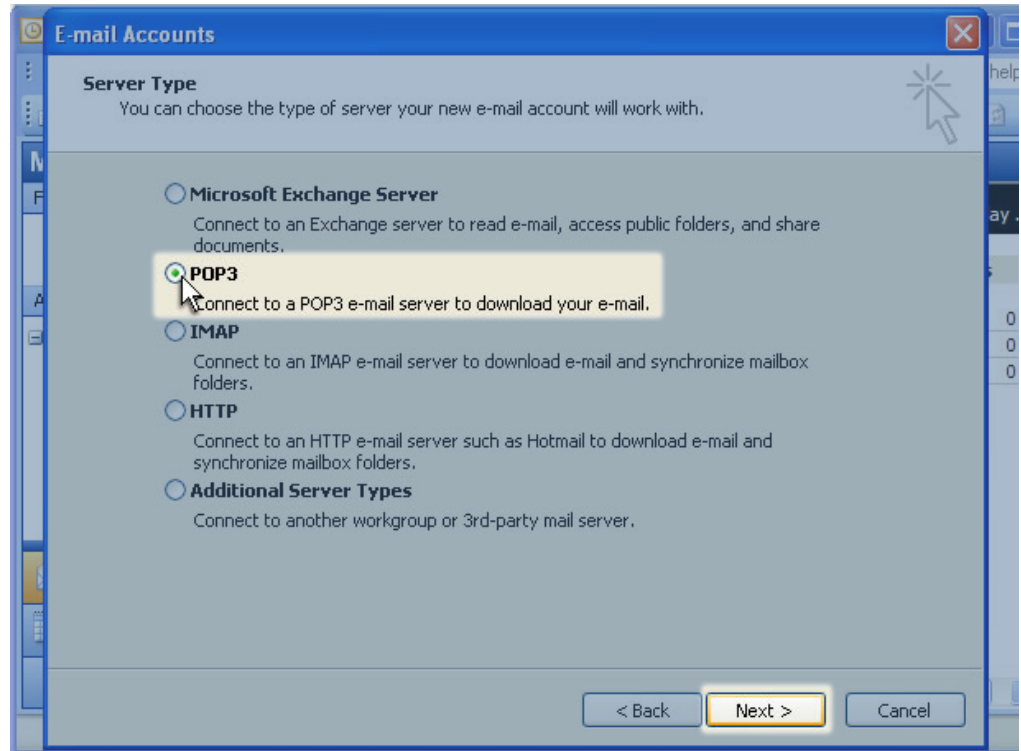 E-mail Accounts
help
Server Type
You can choose the type of server your new e-mail account will work with.
Microsoft Exchange Server
Connect to an Exchange server to read e-mail, access public folders, and share
documents.
POP3
Connect to a POP3 e-mail server to download your e-mail.
IMAP
Connect to an IMAP e-mail server to download e-mail and synchronize mailbox
folders.
HTTP
Connect to an HTTP e-mail server such as Hotmail to download e-mail and
synchronize mailbox folders.
Additional Server Types
Connect to another workgroup or 3rd-party mail server.
0
0
0
< Back Next > Cancel